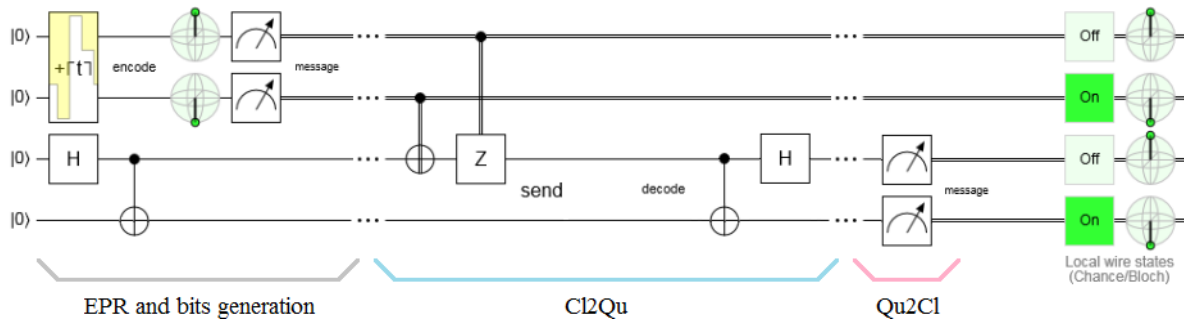 |0⟩ Off
+⌈t⌉ encode message
|0⟩ On
|0⟩ H Z H Off
send decode message
|0⟩ On
Local wire states
(Chance/Bloch)
EPR and bits generation Cl2Qu Qu2Cl